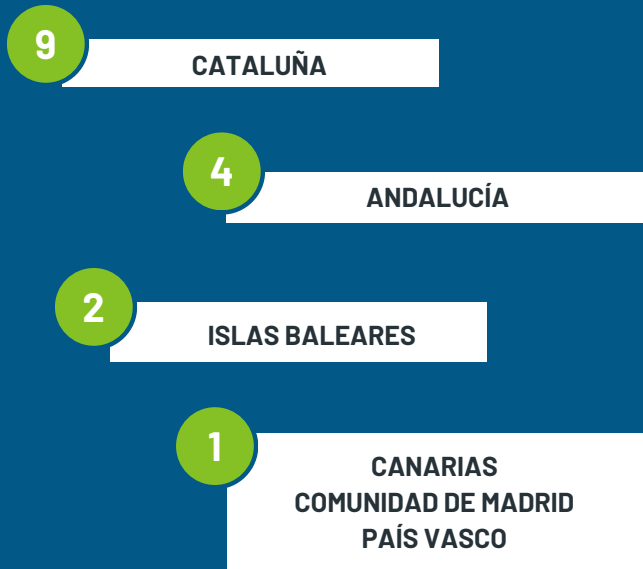 9
CATALUÑA
4
ANDALUCÍA
2
ISLAS BALEARES
1
CANARIAS
COMUNIDAD DE MADRID
PAÍS VASCO